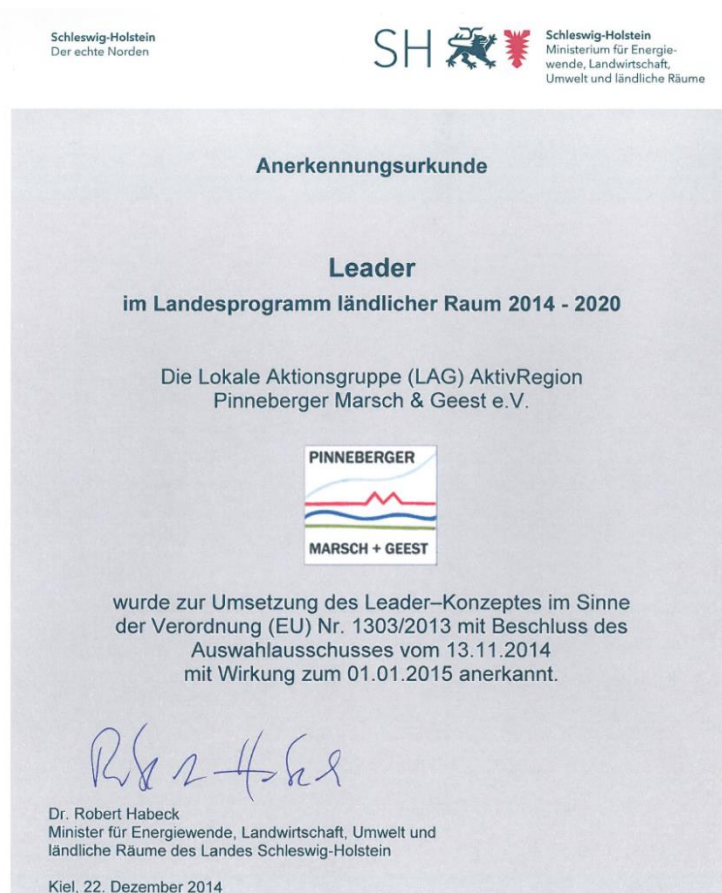 Schleswig-Holstein
Der echte Norden
SH
Schleswig-Holstein
Ministerium für Energie-
wende, Landwirtschaft,
Umwelt und ländliche Räume
Anerkennungsurkunde
Leader
im Landesprogramm ländlicher Raum 2014 - 2020
Die Lokale Aktionsgruppe (LAG) AktivRegion
Pinneberger Marsch & Geest e.V.
PINNEBERGER
MARSCH + GEEST
wurde zur Umsetzung des Leader–Konzeptes im Sinne
der Verordnung (EU) Nr. 1303/2013 mit Beschluss des
Auswahlausschusses vom 13.11.2014
mit Wirkung zum 01.01.2015 anerkannt.
Robert Habeck
Dr. Robert Habeck
Minister für Energiewende, Landwirtschaft, Umwelt und
ländliche Räume des Landes Schleswig-Holstein
Kiel, 22. Dezember 2014